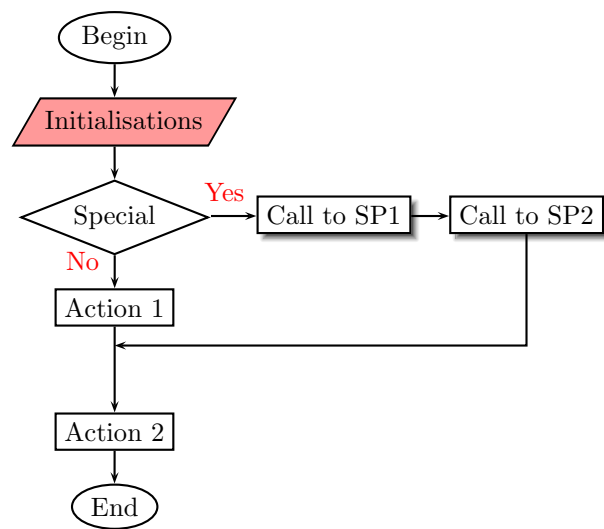 Begin
Initialisations
Special
Yes
Call to SP1
Call to SP2
No
Action 1
Action 2
End